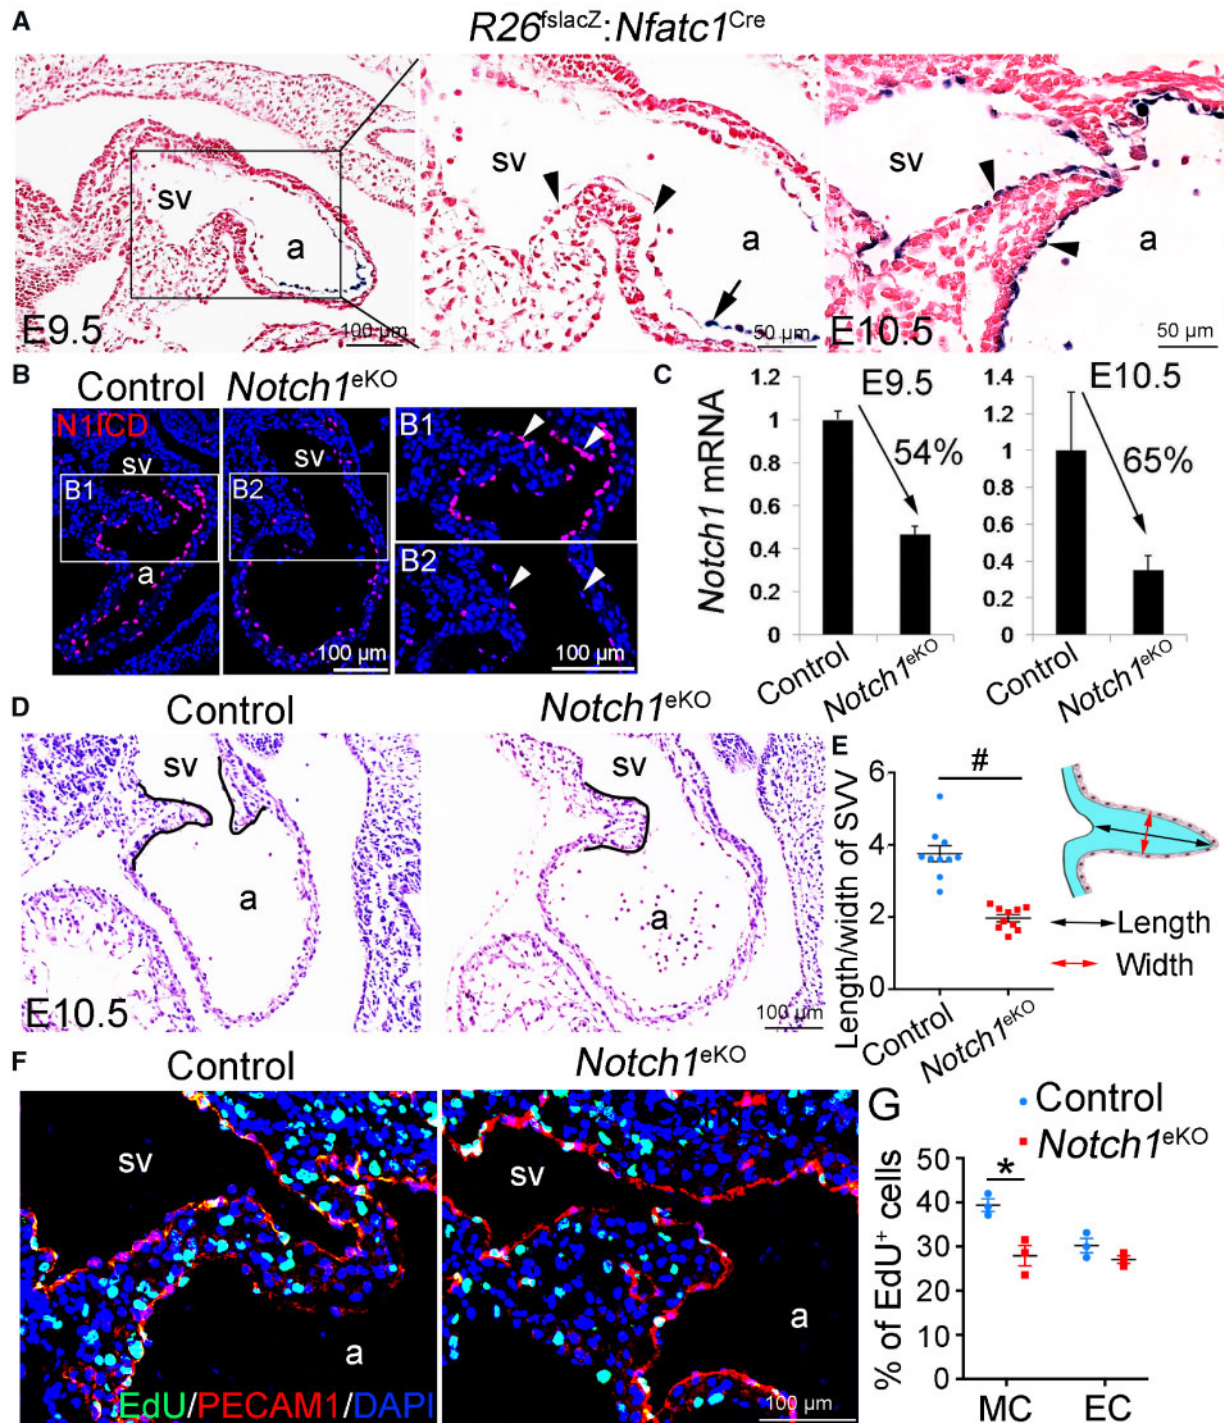 A
R26fslacZ:Nfatc1Cre
sv
a
E9.5
100 µm
sv
a
50 µm
sv
a
E10.5
50 µm
B
Control
Notch1eKO
N1ICD
sv
B1
a
sv
B2
100 µm
B1
B2
100 µm
C
Notch1 mRNA
1.2
1
0.8
0.6
0.4
0.2
0
E9.5
54%
Control
Notch1eKO
1.4
1.2
1.0
0.8
0.6
0.4
0.2
0
E10.5
65%
Control
Notch1eKO
D
Control
Notch1eKO
sv
a
E10.5
sv
a
100 µm
E
Length/width of SVV
6
4
2
0
#
Control
Notch1eKO
Length
Width
F
Control
Notch1eKO
sv
a
EdU/PECAM1/DAPI
sv
a
100 µm
G
Control
Notch1eKO
% of EdU+ cells
50
40
30
20
10
0
*
MC
EC